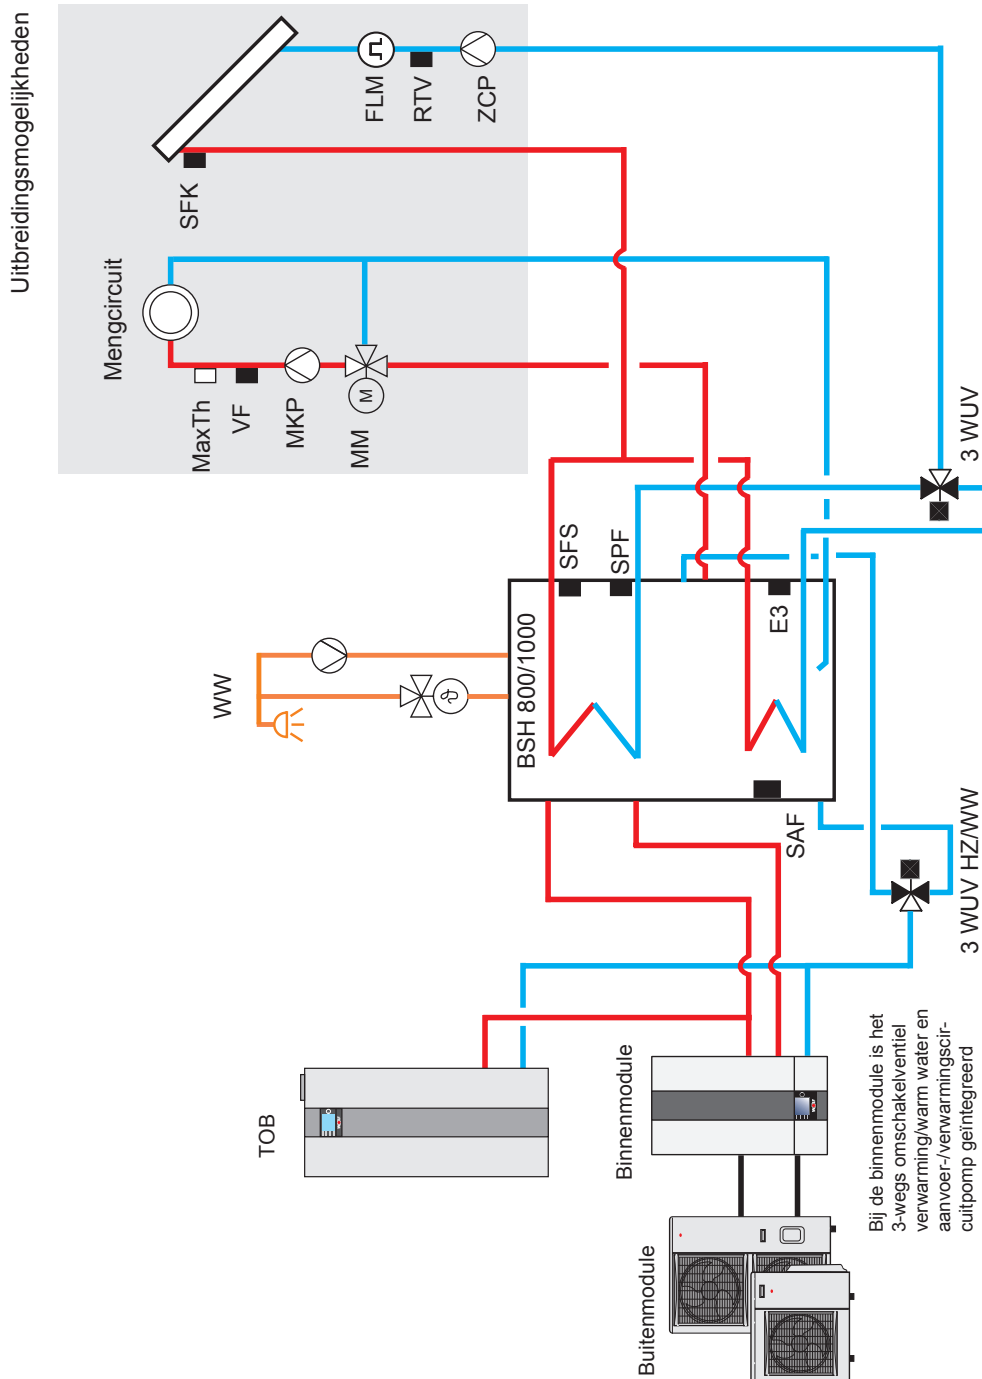 Uitbreidingsmogelijkheden
FLM
RTV
ZCP
SFK
Mengcircuit
MaxTh
VF
MKP
MM
M
3 WUV
WW
BSH 800/1000
SFS
SPF
E3
SAF
3 WUV HZ/WW
TOB
Binnenmodule
Buitenmodule
Bij de binnenmodule is het
3-wegs omschakelventiel
verwarming/warm water en
aanvoer-/verwarmingscir-
cuitpomp geïntegreerd